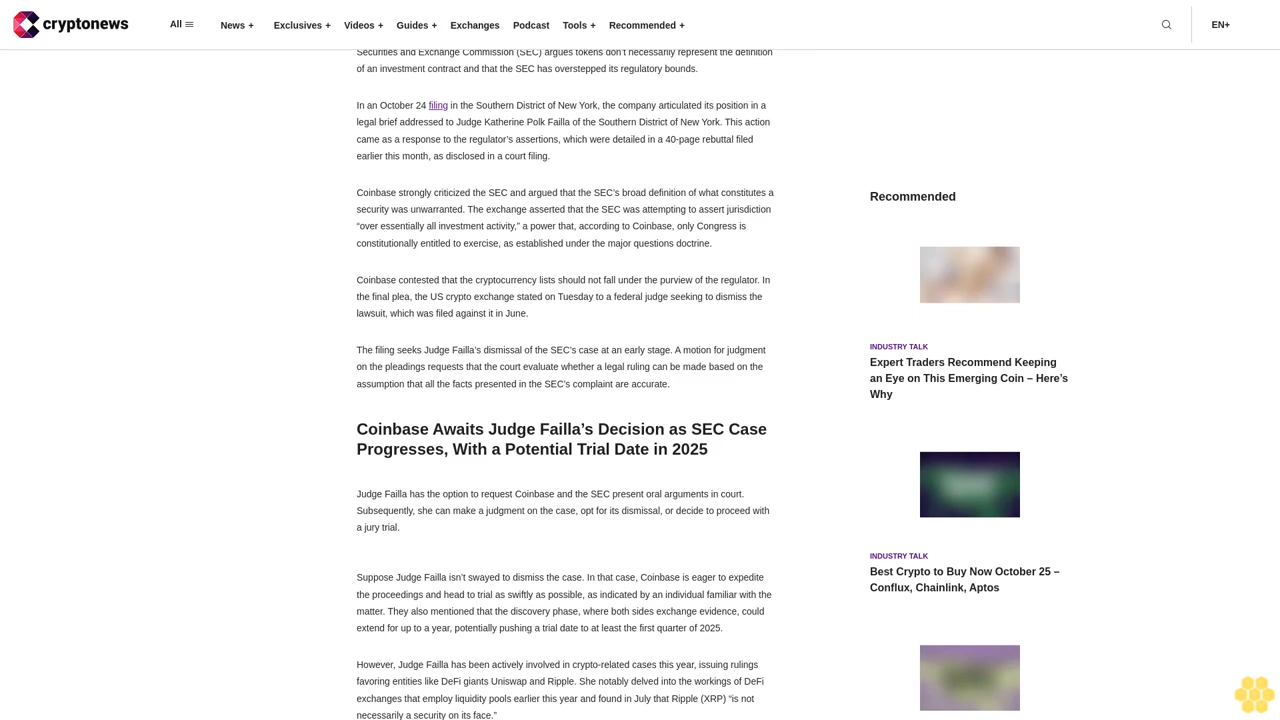 cryptonews
All
News +
Exclusives +
Videos +
Guides +
Exchanges
Podcast
Tools +
Recommended +
EN+
Securities and Exchange Commission (SEC) argues tokens don’t necessarily represent the definition
of an investment contract and that the SEC has overstepped its regulatory bounds.
In an October 24 filing in the Southern District of New York, the company articulated its position in a
legal brief addressed to Judge Katherine Polk Failla of the Southern District of New York. This action
came as a response to the regulator’s assertions, which were detailed in a 40-page rebuttal filed
earlier this month, as disclosed in a court filing.
Coinbase strongly criticized the SEC and argued that the SEC’s broad definition of what constitutes a
security was unwarranted. The exchange asserted that the SEC was attempting to assert jurisdiction
“over essentially all investment activity,” a power that, according to Coinbase, only Congress is
constitutionally entitled to exercise, as established under the major questions doctrine.
Coinbase contested that the cryptocurrency lists should not fall under the purview of the regulator. In
the final plea, the US crypto exchange stated on Tuesday to a federal judge seeking to dismiss the
lawsuit, which was filed against it in June.
The filing seeks Judge Failla’s dismissal of the SEC’s case at an early stage. A motion for judgment
on the pleadings requests that the court evaluate whether a legal ruling can be made based on the
assumption that all the facts presented in the SEC’s complaint are accurate.
Coinbase Awaits Judge Failla’s Decision as SEC Case
Progresses, With a Potential Trial Date in 2025
Judge Failla has the option to request Coinbase and the SEC present oral arguments in court.
Subsequently, she can make a judgment on the case, opt for its dismissal, or decide to proceed with
a jury trial.
Suppose Judge Failla isn’t swayed to dismiss the case. In that case, Coinbase is eager to expedite
the proceedings and head to trial as swiftly as possible, as indicated by an individual familiar with the
matter. They also mentioned that the discovery phase, where both sides exchange evidence, could
extend for up to a year, potentially pushing a trial date to at least the first quarter of 2025.
However, Judge Failla has been actively involved in crypto-related cases this year, issuing rulings
favoring entities like DeFi giants Uniswap and Ripple. She notably delved into the workings of DeFi
exchanges that employ liquidity pools earlier this year and found in July that Ripple (XRP) “is not
necessarily a security on its face.”
Recommended
INDUSTRY TALK
Expert Traders Recommend Keeping
an Eye on This Emerging Coin – Here’s
Why
INDUSTRY TALK
Best Crypto to Buy Now October 25 –
Conflux, Chainlink, Aptos